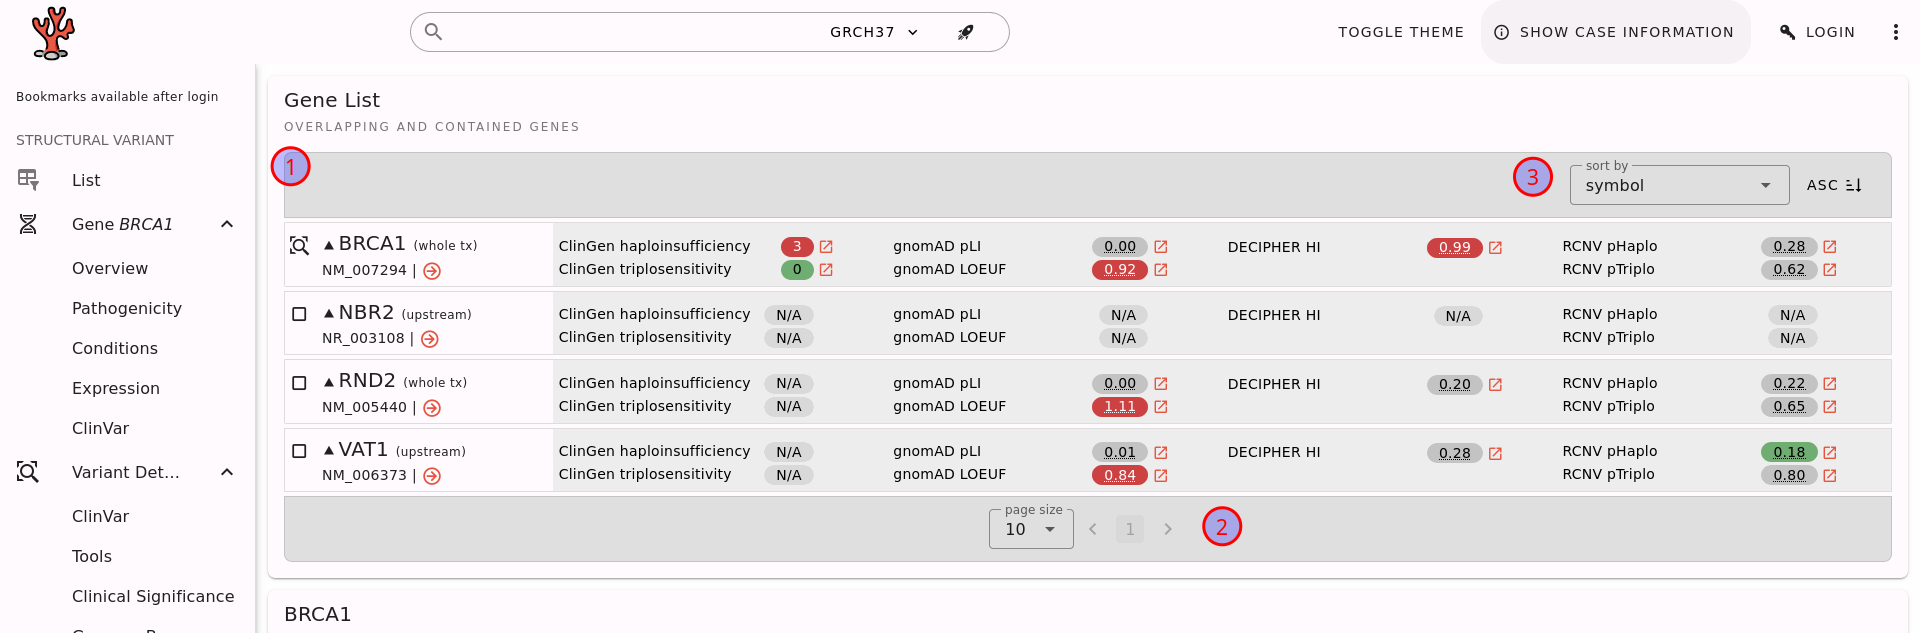 GRCH37
TOGGLE THEME
SHOW CASE INFORMATION
LOGIN
Bookmarks available after login
STRUCTURAL VARIANT
List
Gene BRCA1
Overview
Pathogenicity
Conditions
Expression
ClinVar
Variant Det...
ClinVar
Tools
Clinical Significance
Gene List
OVERLAPPING AND CONTAINED GENES
1
3
sort by
symbol
ASC
BRCA1 (whole tx)
NM_007294 |
ClinGen haploinsufficiency 3
ClinGen triplosensitivity 0
gnomAD pLI 0.00
gnomAD LOEUF 0.92
DECIPHER HI 0.99
RCNV pHaplo 0.28
RCNV pTriplo 0.62
NBR2 (upstream)
NR_003108 |
ClinGen haploinsufficiency N/A
ClinGen triplosensitivity N/A
gnomAD pLI N/A
gnomAD LOEUF N/A
DECIPHER HI N/A
RCNV pHaplo N/A
RCNV pTriplo N/A
RND2 (whole tx)
NM_005440 |
ClinGen haploinsufficiency N/A
ClinGen triplosensitivity N/A
gnomAD pLI 0.00
gnomAD LOEUF 1.11
DECIPHER HI 0.20
RCNV pHaplo 0.22
RCNV pTriplo 0.65
VAT1 (upstream)
NM_006373 |
ClinGen haploinsufficiency N/A
ClinGen triplosensitivity N/A
gnomAD pLI 0.01
gnomAD LOEUF 0.84
DECIPHER HI 0.28
RCNV pHaplo 0.18
RCNV pTriplo 0.80
page size
10
1
2
BRCA1